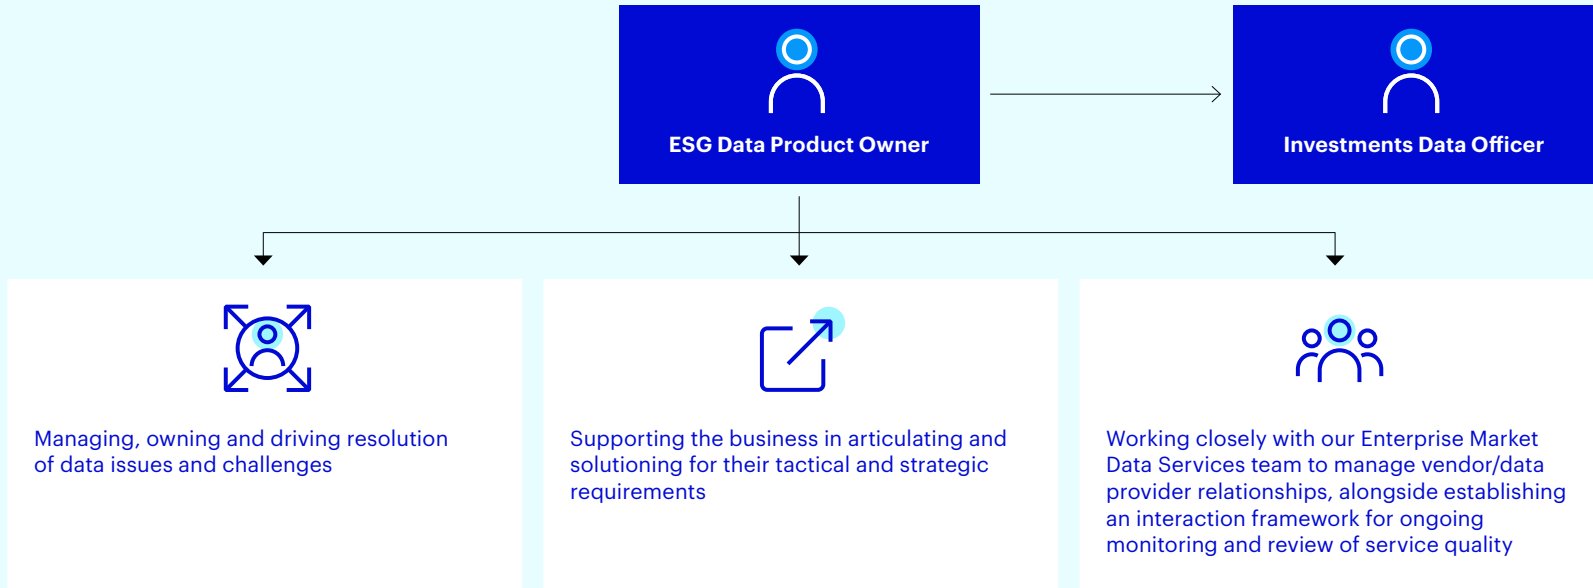 ESG Data Product Owner
Investments Data Officer
Managing, owning and driving resolution
of data issues and challenges
Supporting the business in articulating and
solutioning for their tactical and strategic
requirements
Working closely with our Enterprise Market
Data Services team to manage vendor/data
provider relationships, alongside establishing
an interaction framework for ongoing
monitoring and review of service quality